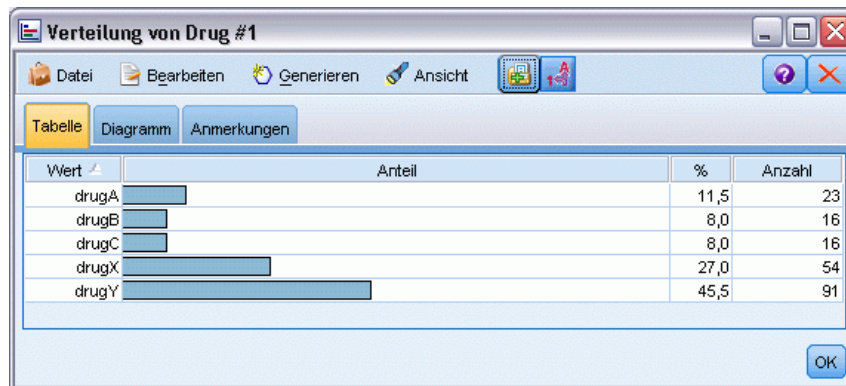 Verteilung von Drug #1
Datei Bearbeiten Generieren Ansicht
Tabelle Diagramm Anmerkungen
Wert Anteil % Anzahl
drugA 11,5 23
drugB 8,0 16
drugC 8,0 16
drugX 27,0 54
drugY 45,5 91
OK